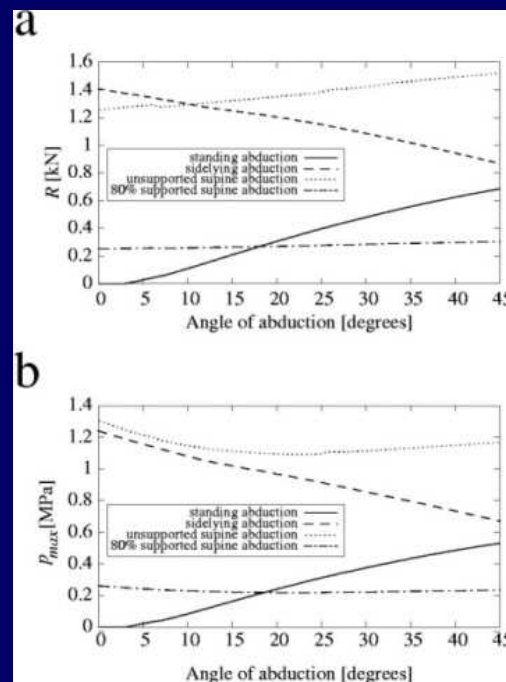 a
1.6
1.4
1.2
1
0.8
0.6
0.4
0.2
0
R [kN]
standing abduction
sidelying abduction
unsupported supine abduction
80% supported supine abduction
0 5 10 15 20 25 30 35 40 45
Angle of abduction [degrees]
b
1.4
1.2
1
0.8
0.6
0.4
0.2
0
pmax [MPa]
standing abduction
sidelying abduction
unsupported supine abduction
80% supported supine abduction
0 5 10 15 20 25 30 35 40 45
Angle of abduction [degrees]